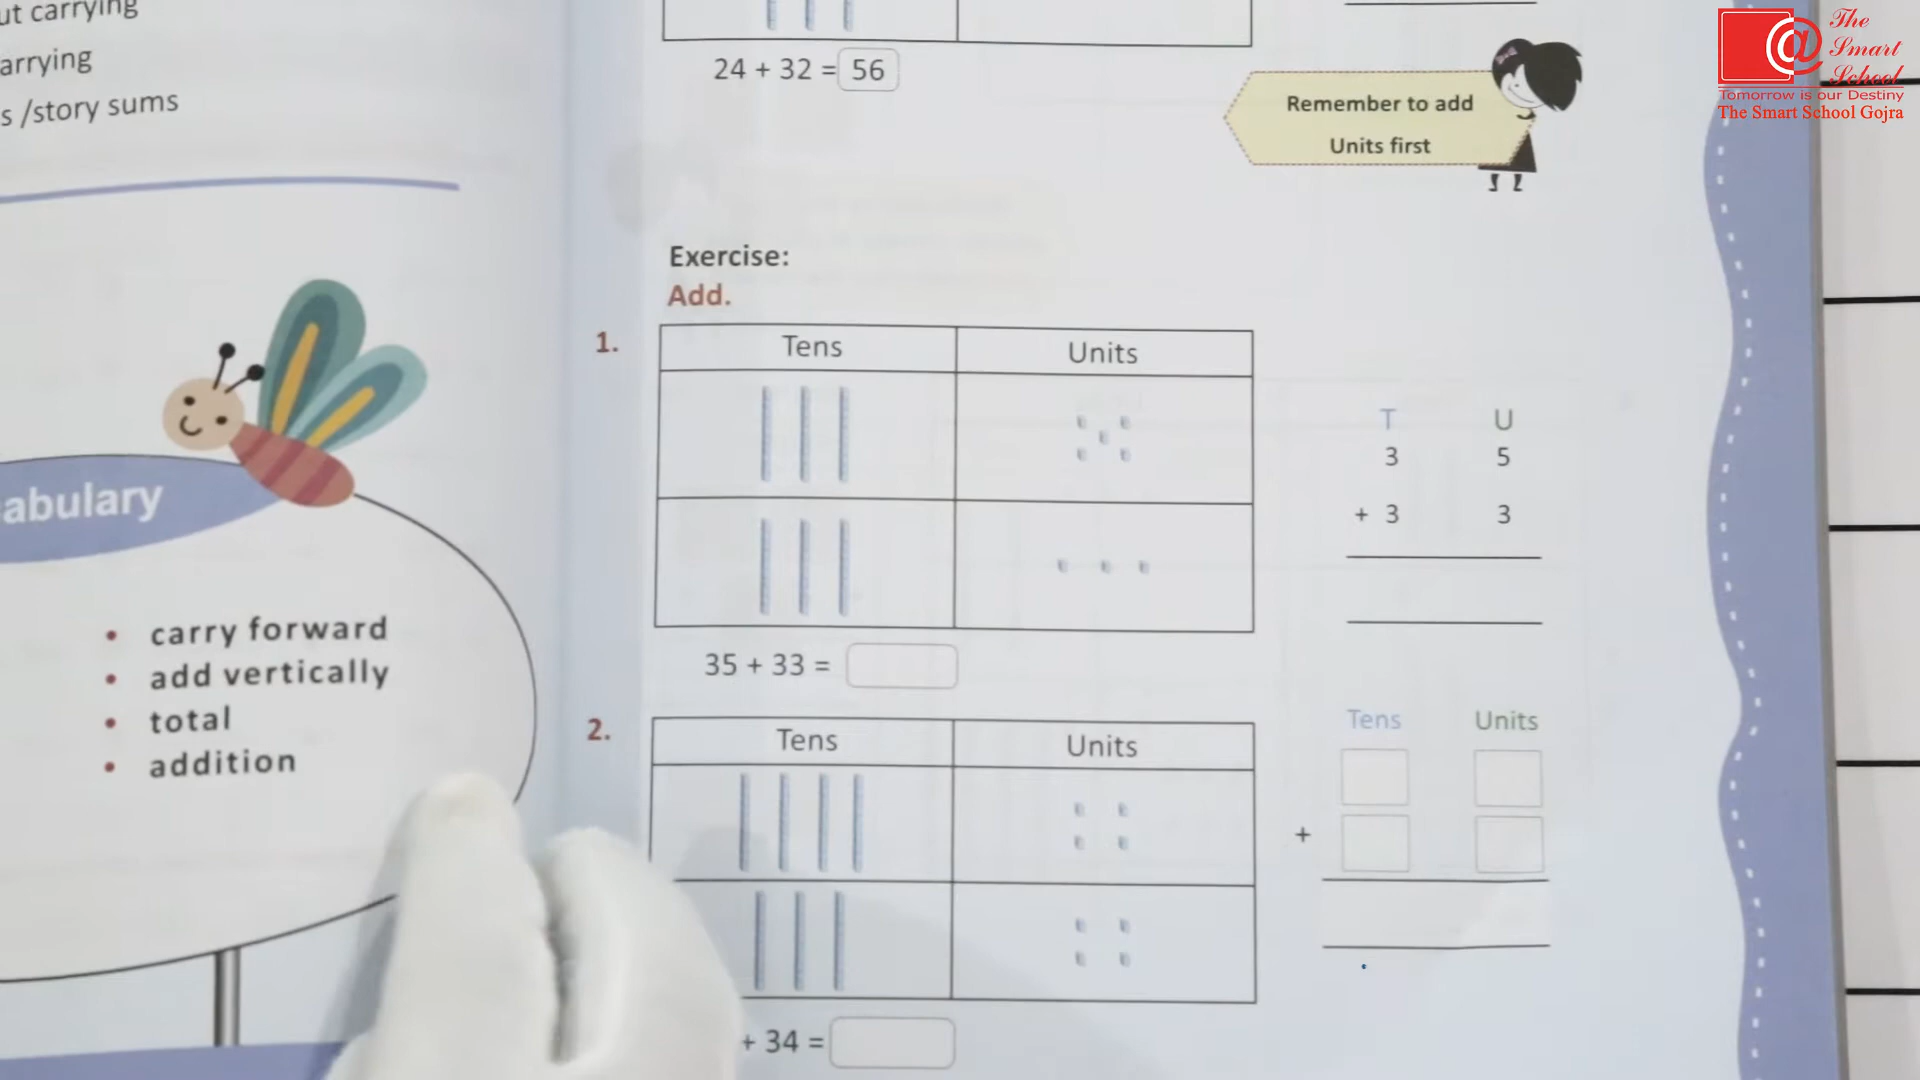 ut carrying
arrying
s /story sums
abulary
• carry forward
• add vertically
• total
• addition
24 + 32 = 56
Remember to add
Units first
Exercise:
Add.
1.
Tens Units
35 + 33 =
T U
3 5
+ 3 3
2.
Tens Units
+ 34 =
Tens Units
+
The
Smart
School
Tomorrow is our Destiny
The Smart School Gojra